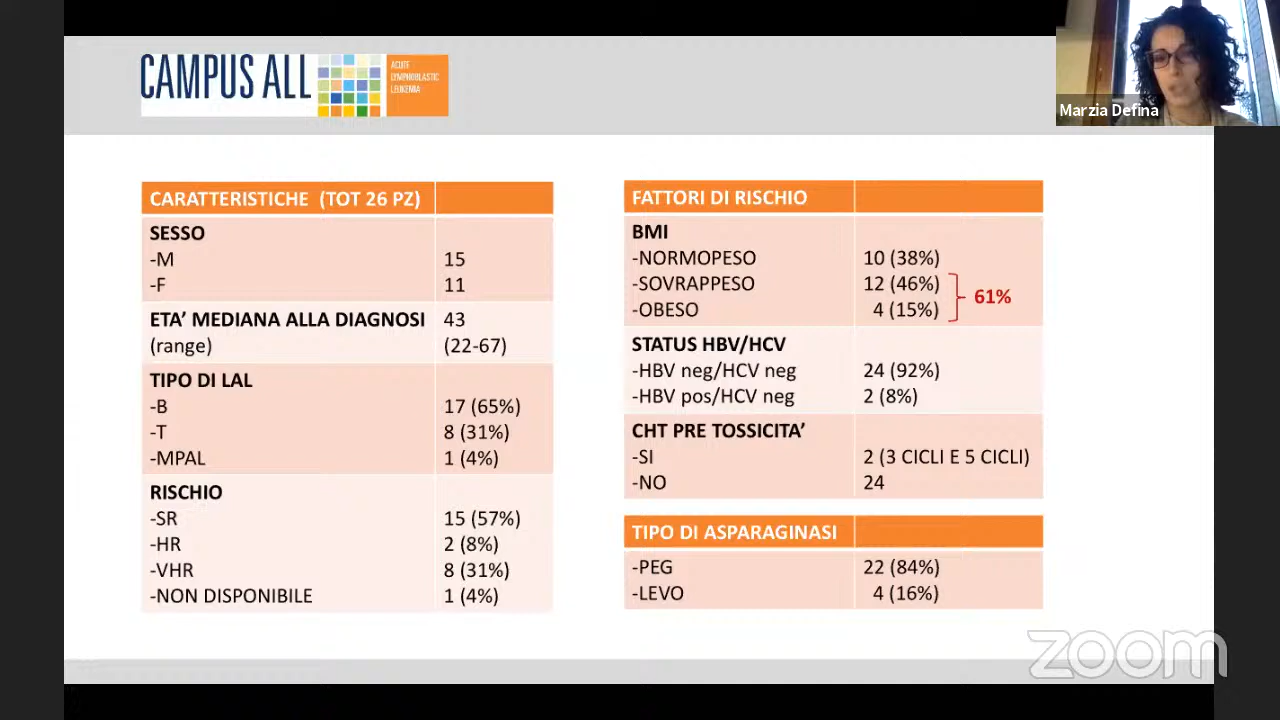 CAMPUS ALL
ACUTE
LYMPHOBLASTIC
LEUKEMIA
Marzia Defina
CARATTERISTICHE (TOT 26 PZ)
SESSO
-M 15
-F 11
ETA’ MEDIANA ALLA DIAGNOSI 43
(range) (22-67)
TIPO DI LAL
-B 17 (65%)
-T 8 (31%)
-MPAL 1 (4%)
RISCHIO
-SR 15 (57%)
-HR 2 (8%)
-VHR 8 (31%)
-NON DISPONIBILE 1 (4%)
FATTORI DI RISCHIO
BMI
-NORMOPESO 10 (38%)
-SOVRAPPESO 12 (46%)
61%
-OBESO 4 (15%)
STATUS HBV/HCV
-HBV neg/HCV neg 24 (92%)
-HBV pos/HCV neg 2 (8%)
CHT PRE TOSSICITA’
-SI 2 (3 CICLI E 5 CICLI)
-NO 24
TIPO DI ASPARAGINASI
-PEG 22 (84%)
-LEVO 4 (16%)
zoom